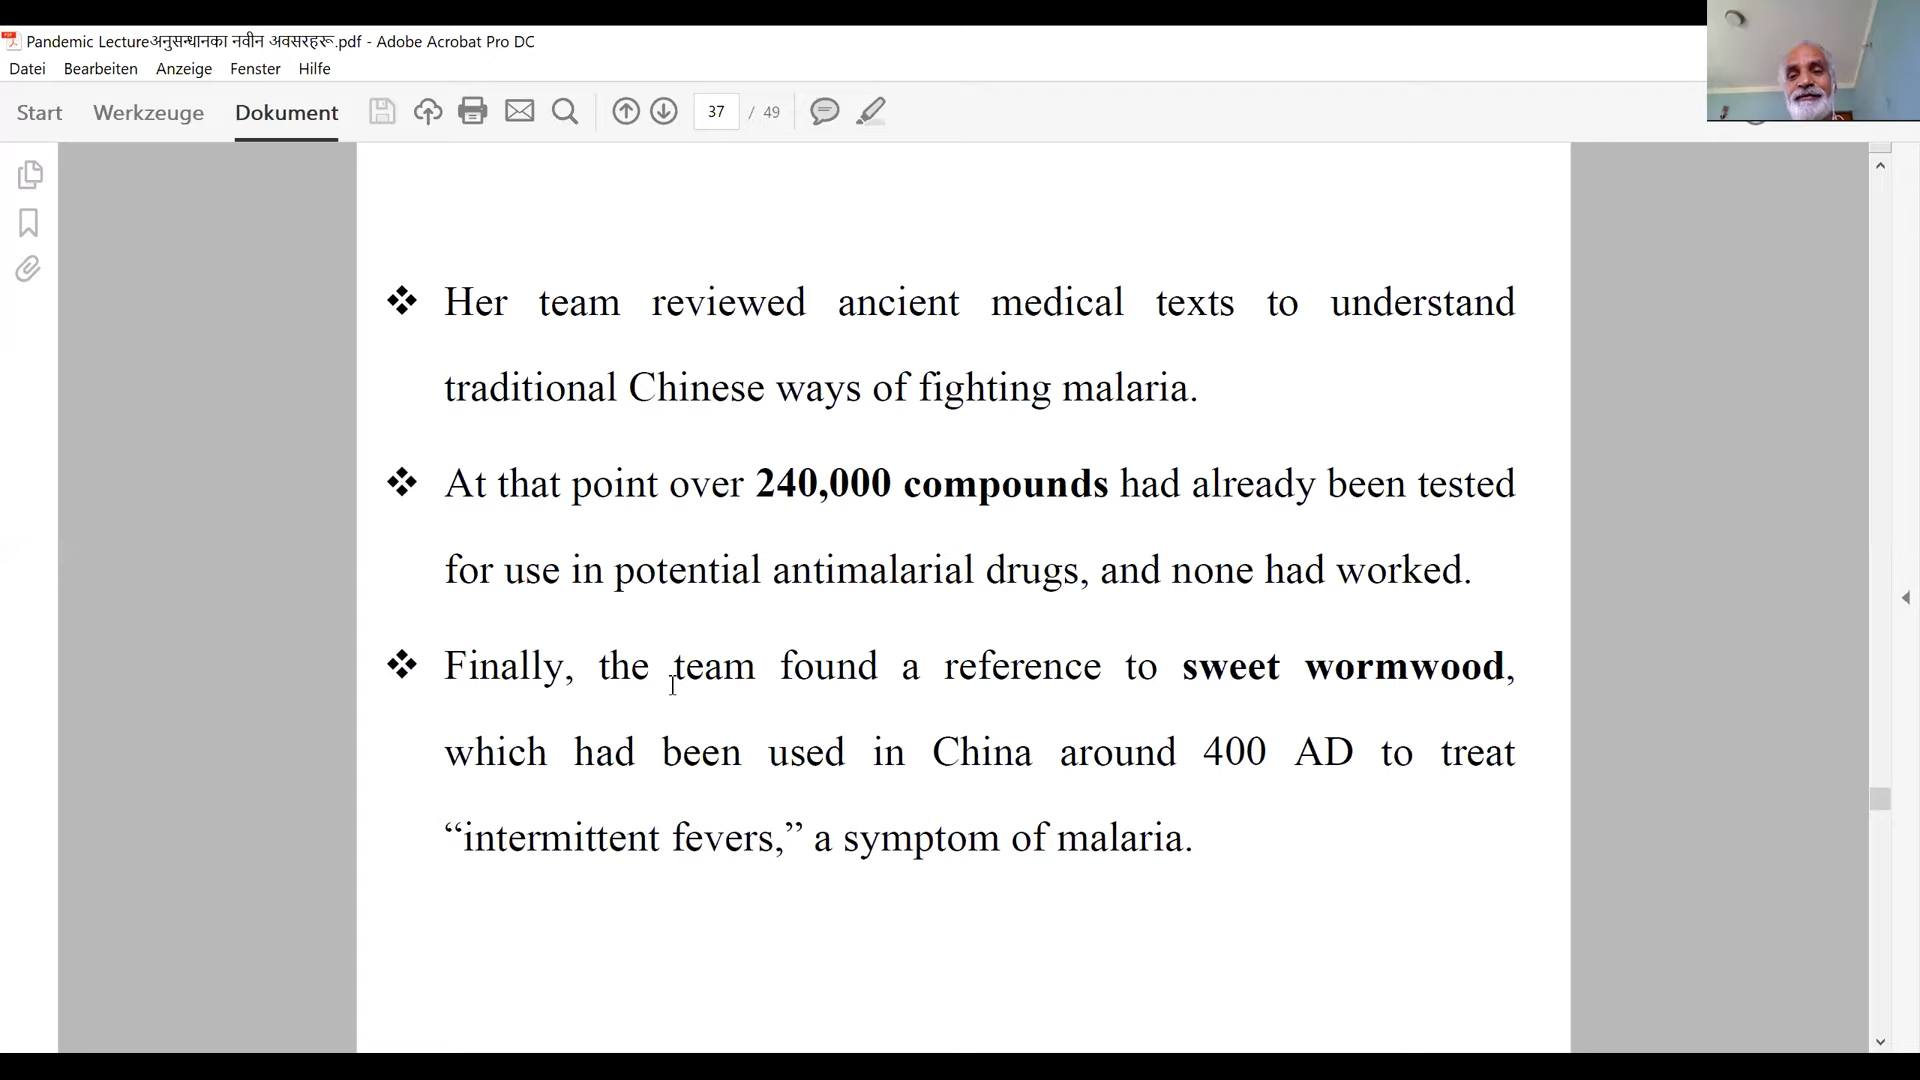 Pandemic Lectureअनुसन्धानका नवीन अवसरहरू.pdf - Adobe Acrobat Pro DC
Datei Bearbeiten Anzeige Fenster Hilfe
Start Werkzeuge Dokument 37 / 49
❖ Her team reviewed ancient medical texts to understand
traditional Chinese ways of fighting malaria.
❖ At that point over 240,000 compounds had already been tested
for use in potential antimalarial drugs, and none had worked.
❖ Finally, the team found a reference to sweet wormwood,
which had been used in China around 400 AD to treat
“intermittent fevers,” a symptom of malaria.